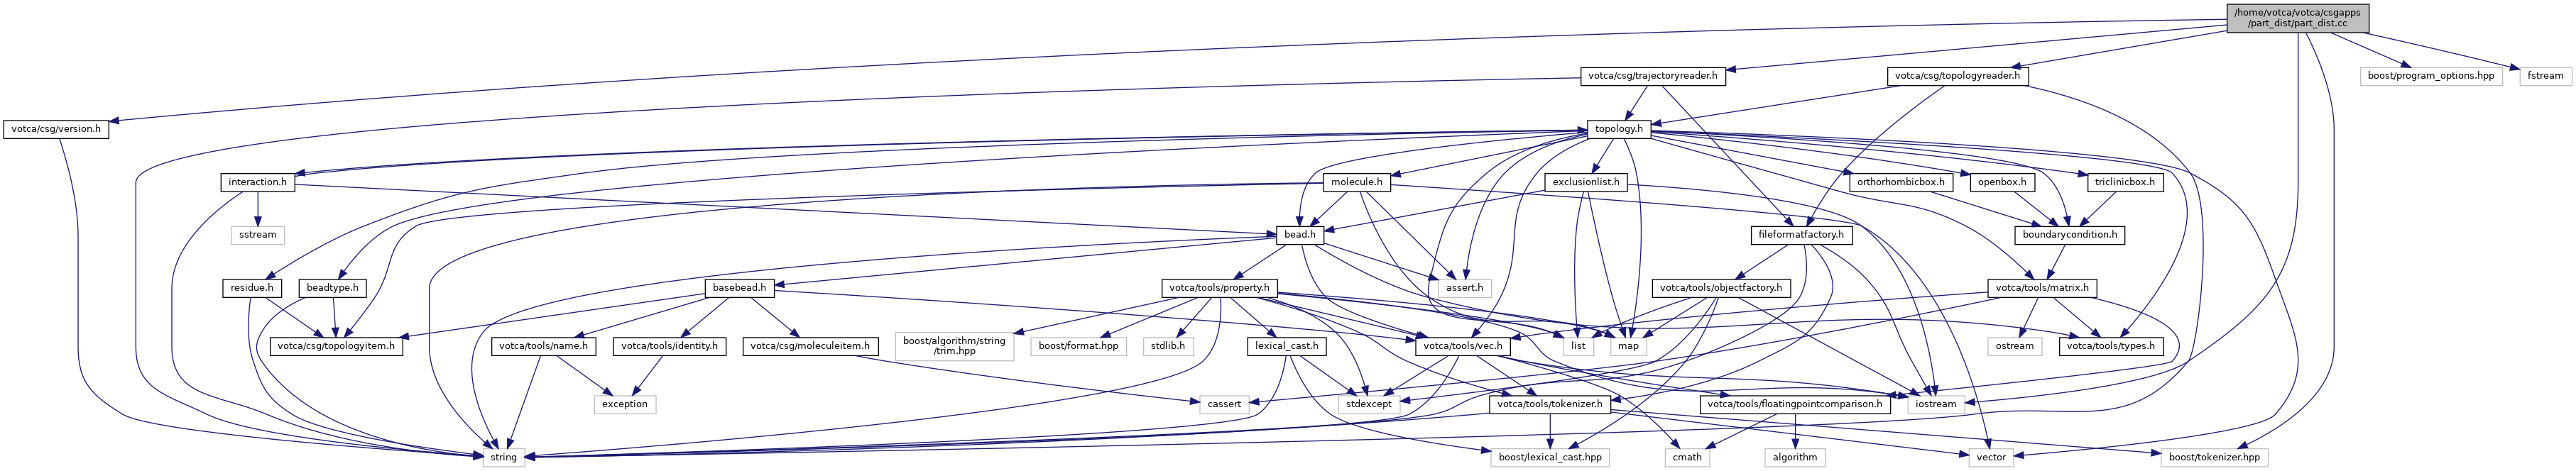 /home/votca/votca/csgapps
/part_dist/part_dist.cc
votca/csg/trajectoryreader.h
votca/csg/topologyreader.h
boost/program_options.hpp
fstream
votca/csg/version.h
topology.h
interaction.h
molecule.h
exclusionlist.h
orthorhombicbox.h
openbox.h
triclinicbox.h
sstream
bead.h
fileformatfactory.h
boundarycondition.h
residue.h
beadtype.h
basebead.h
votca/tools/property.h
assert.h
votca/tools/objectfactory.h
votca/tools/matrix.h
votca/csg/topologyitem.h
votca/tools/name.h
votca/tools/identity.h
votca/csg/moleculeitem.h
boost/algorithm/string
/trim.hpp
boost/format.hpp
stdlib.h
lexical_cast.h
votca/tools/vec.h
list
map
ostream
votca/tools/types.h
exception
cassert
stdexcept
votca/tools/tokenizer.h
votca/tools/floatingpointcomparison.h
iostream
string
boost/lexical_cast.hpp
cmath
algorithm
vector
boost/tokenizer.hpp